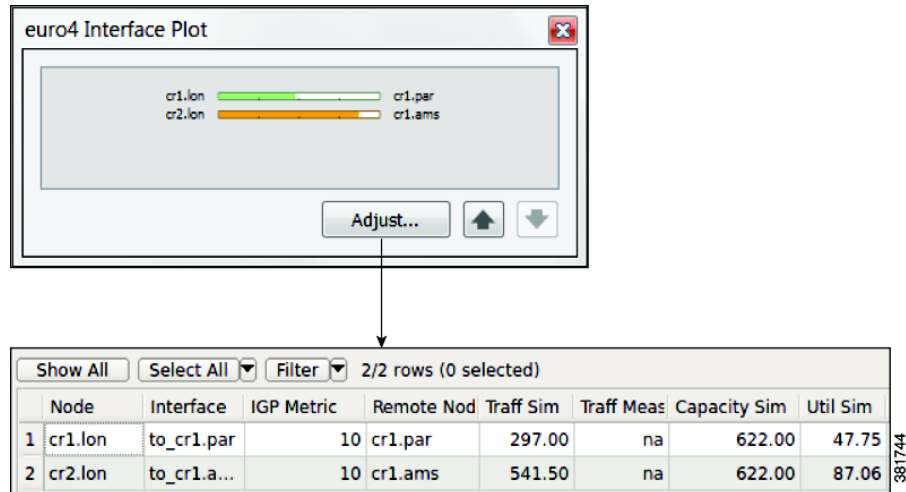 euro4 Interface Plot
cr1.lon cr1.par
cr2.lon cr1.ams
Adjust...
Show All Select All Filter 2/2 rows (0 selected)
Node Interface IGP Metric Remote Nod Traff Sim Traff Meas Capacity Sim Util Sim
1 cr1.lon to_cr1.par 10 cr1.par 297.00 na 622.00 47.75
2 cr2.lon to_cr1.a... 10 cr1.ams 541.50 na 622.00 87.06
381744